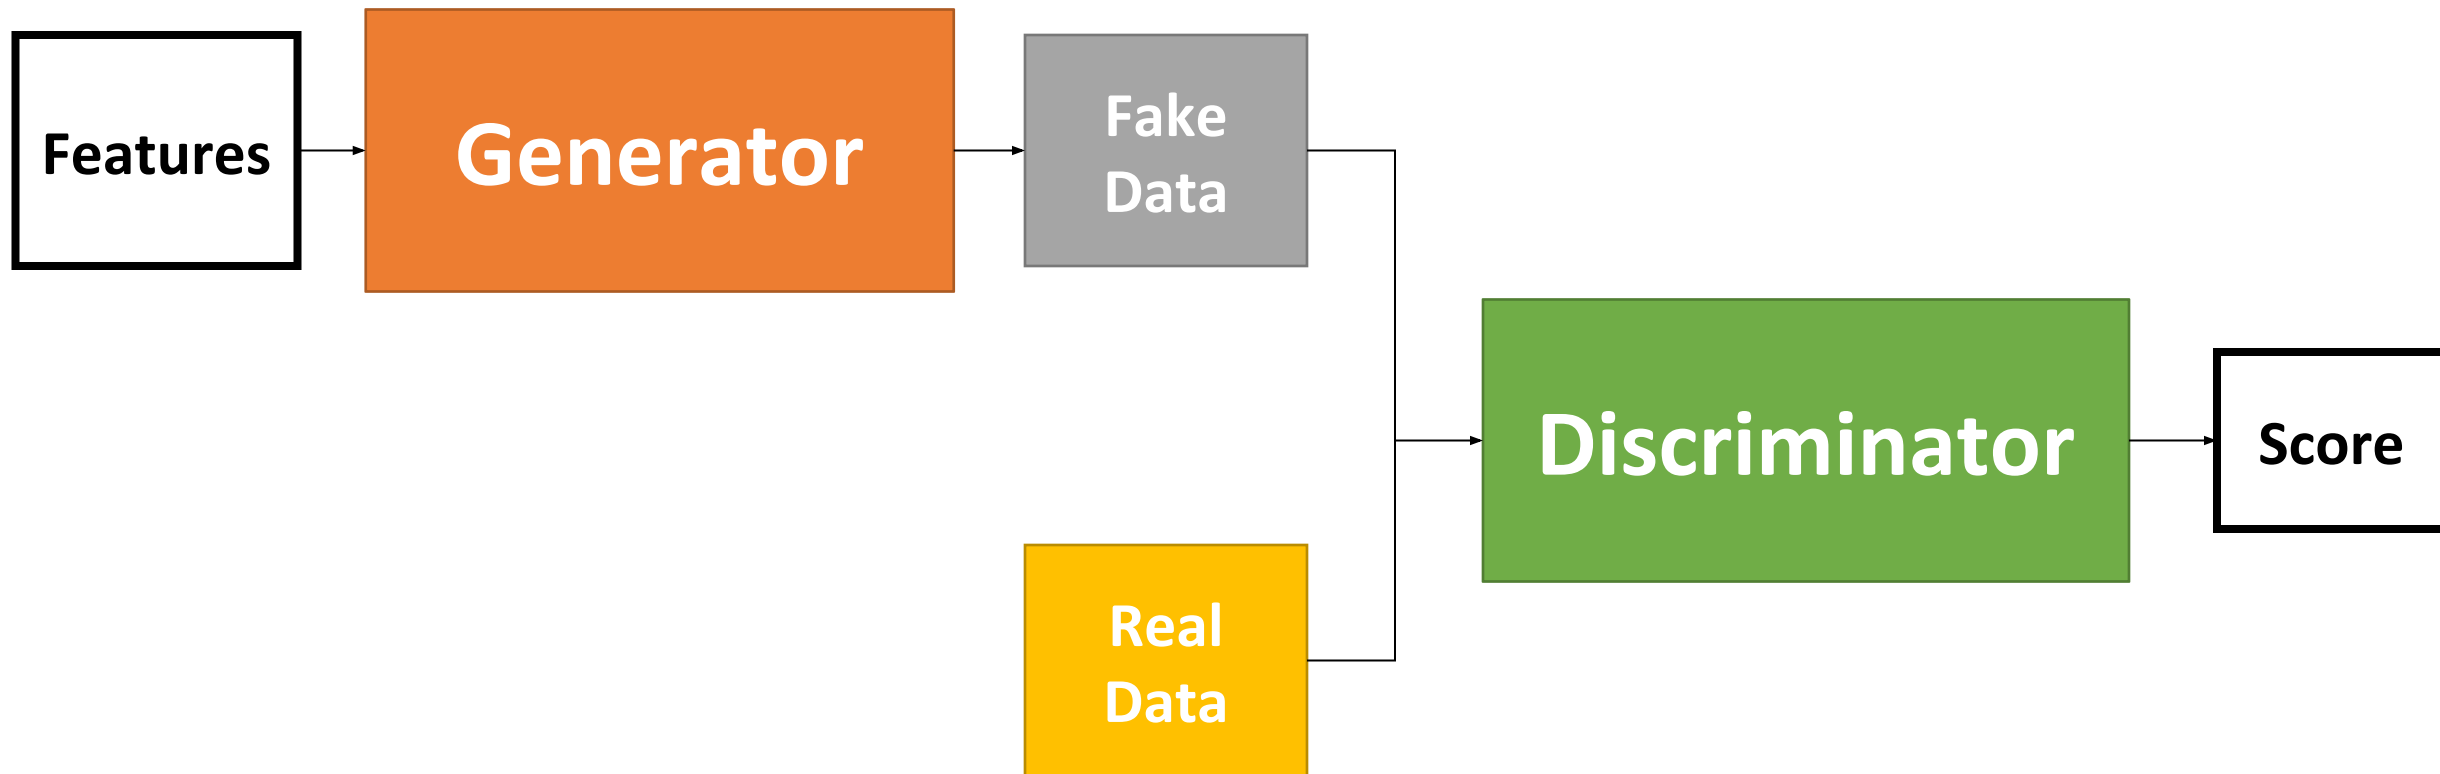 Features
Generator
Fake
Data
Discriminator
Score
Real
Data